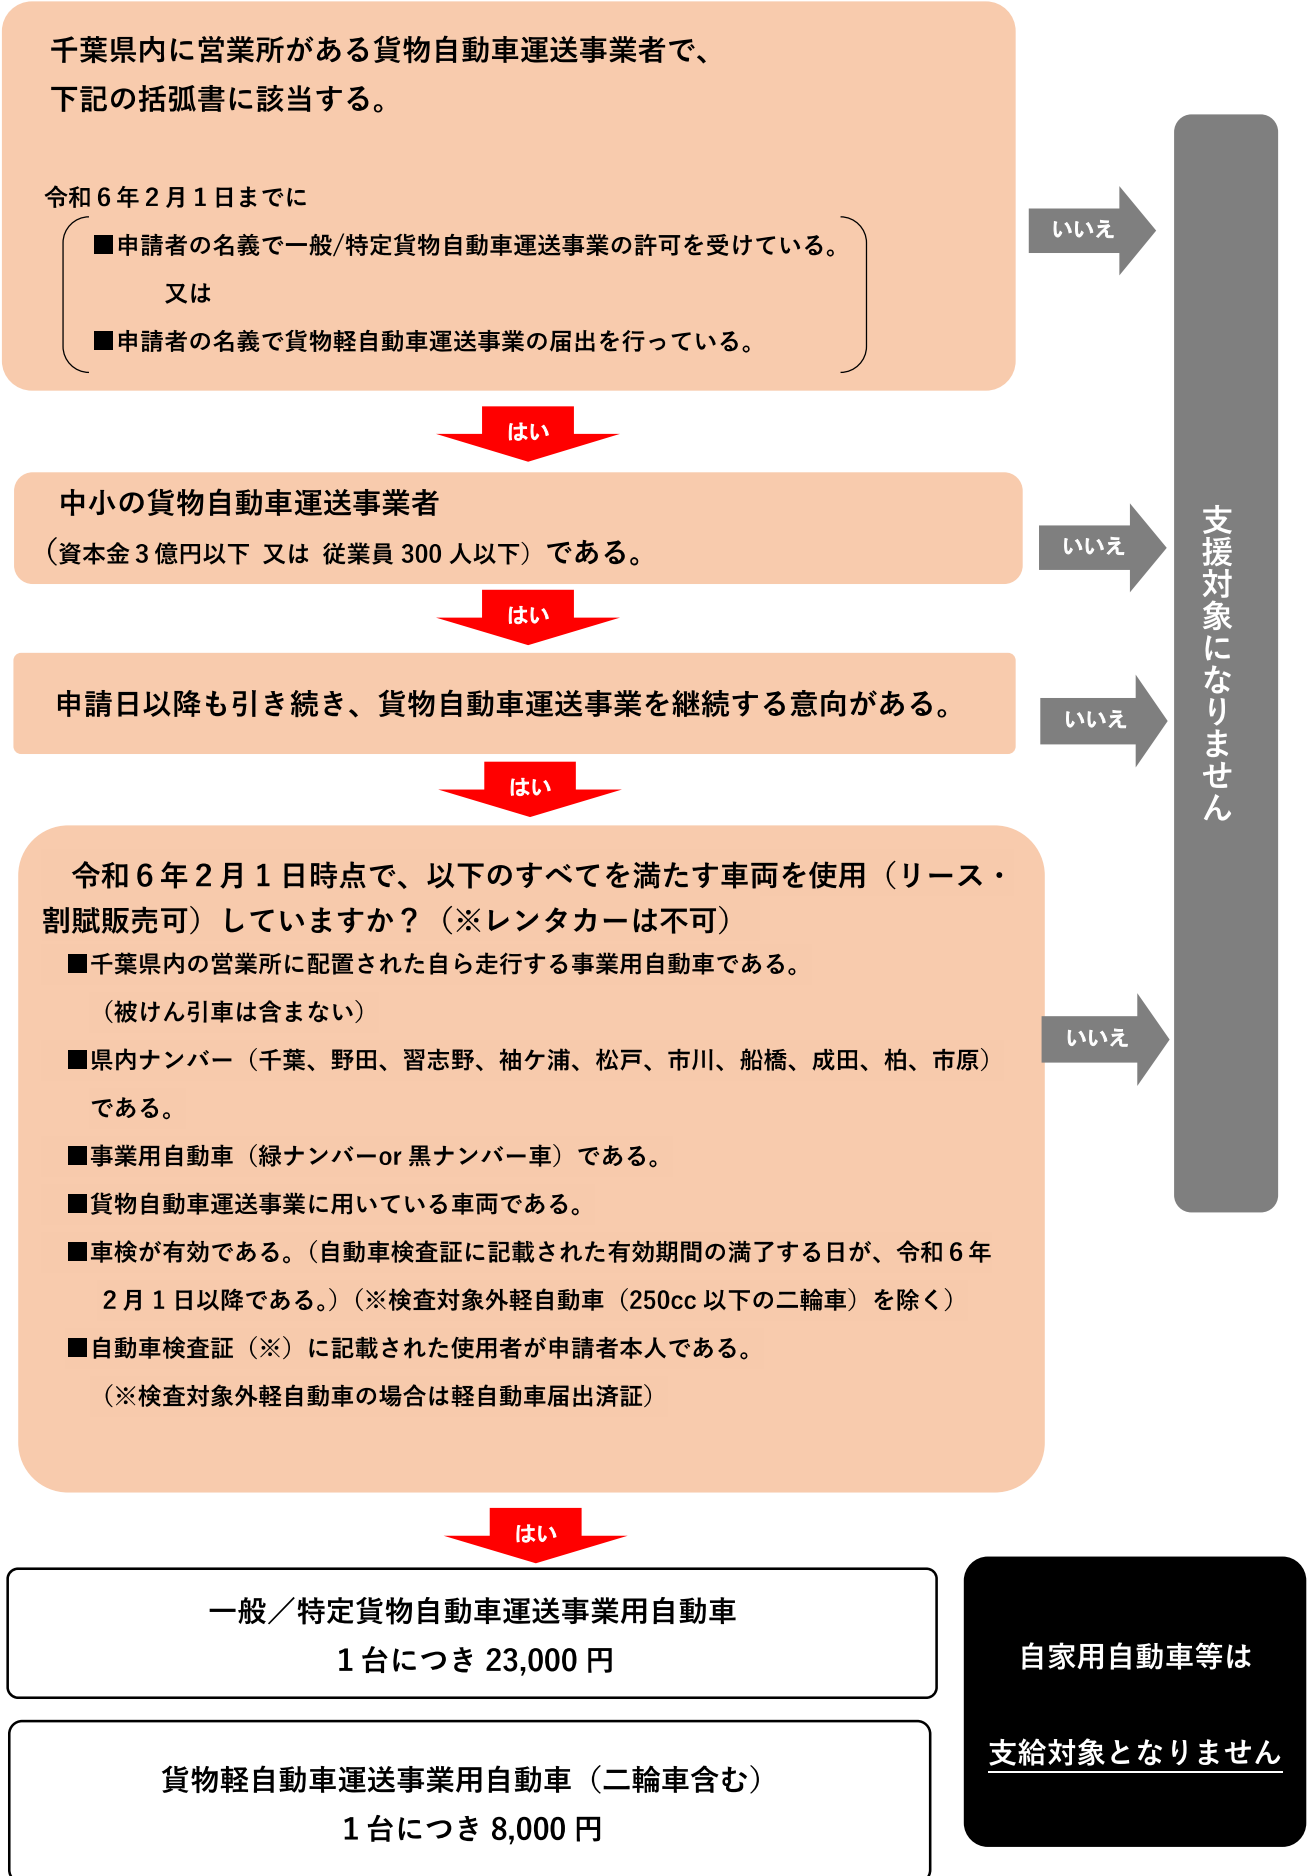 千葉県内に営業所がある貨物自動車運送事業者で、
下記の括弧書に該当する。
令和６年２月１日までに
■申請者の名義で一般/特定貨物自動車運送事業の許可を受けている。
又は
■申請者の名義で貨物軽自動車運送事業の届出を行っている。
いいえ
はい
中小の貨物自動車運送事業者
（資本金３億円以下 又は 従業員 300 人以下）である。
いいえ
はい
申請日以降も引き続き、貨物自動車運送事業を継続する意向がある。
いいえ
はい
令和６年２月１日時点で、以下のすべてを満たす車両を使用（リース・
割賦販売可）していますか？（※レンタカーは不可）
■千葉県内の営業所に配置された自ら走行する事業用自動車である。
（被けん引車は含まない）
■県内ナンバー（千葉、野田、習志野、袖ケ浦、松戸、市川、船橋、成田、柏、市原）
である。
■事業用自動車（緑ナンバーor 黒ナンバー車）である。
■貨物自動車運送事業に用いている車両である。
■車検が有効である。（自動車検査証に記載された有効期間の満了する日が、令和６年
２月１日以降である。）（※検査対象外軽自動車（250cc 以下の二輪車）を除く）
■自動車検査証（※）に記載された使用者が申請者本人である。
（※検査対象外軽自動車の場合は軽自動車届出済証）
いいえ
支援対象になりません
はい
一般／特定貨物自動車運送事業用自動車
１台につき 23,000 円
貨物軽自動車運送事業用自動車（二輪車含む）
１台につき 8,000 円
自家用自動車等は
支給対象となりません